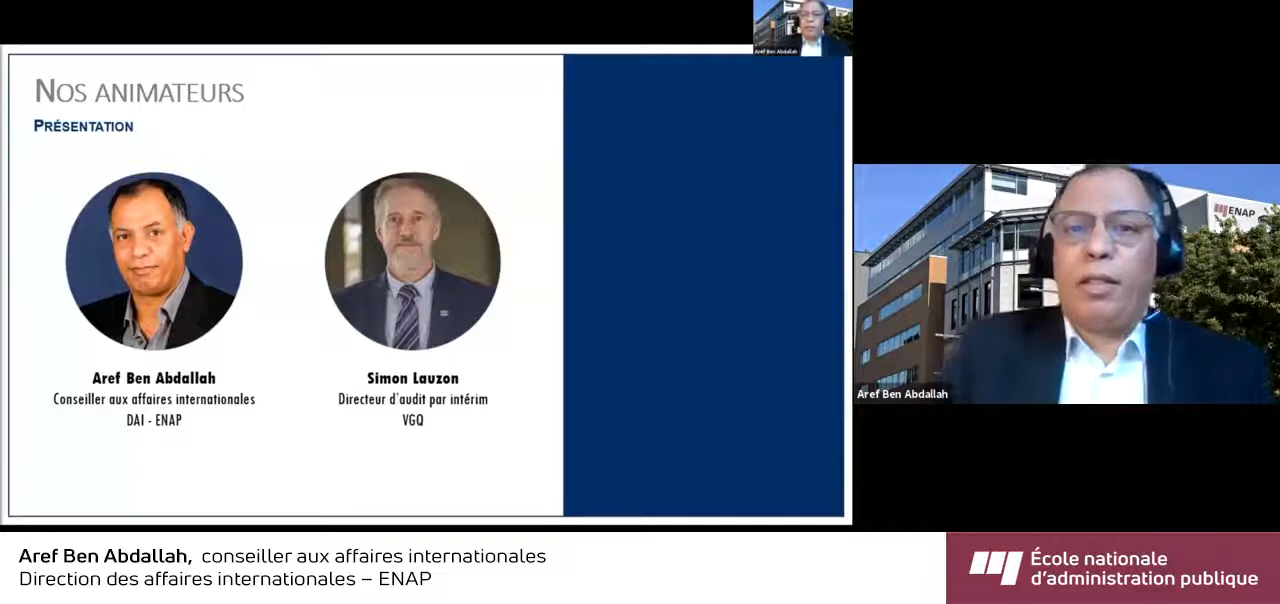 Aref Ben Abdallah
NOS ANIMATEURS
PRÉSENTATION
Aref Ben Abdallah
Conseiller aux affaires internationales
DAI - ENAP
Simon Lauzon
Directeur d'audit par intérim
VGQ
ENAP
Aref Ben Abdallah
Aref Ben Abdallah, conseiller aux affaires internationales
Direction des affaires internationales – ENAP
École nationale
d'administration publique